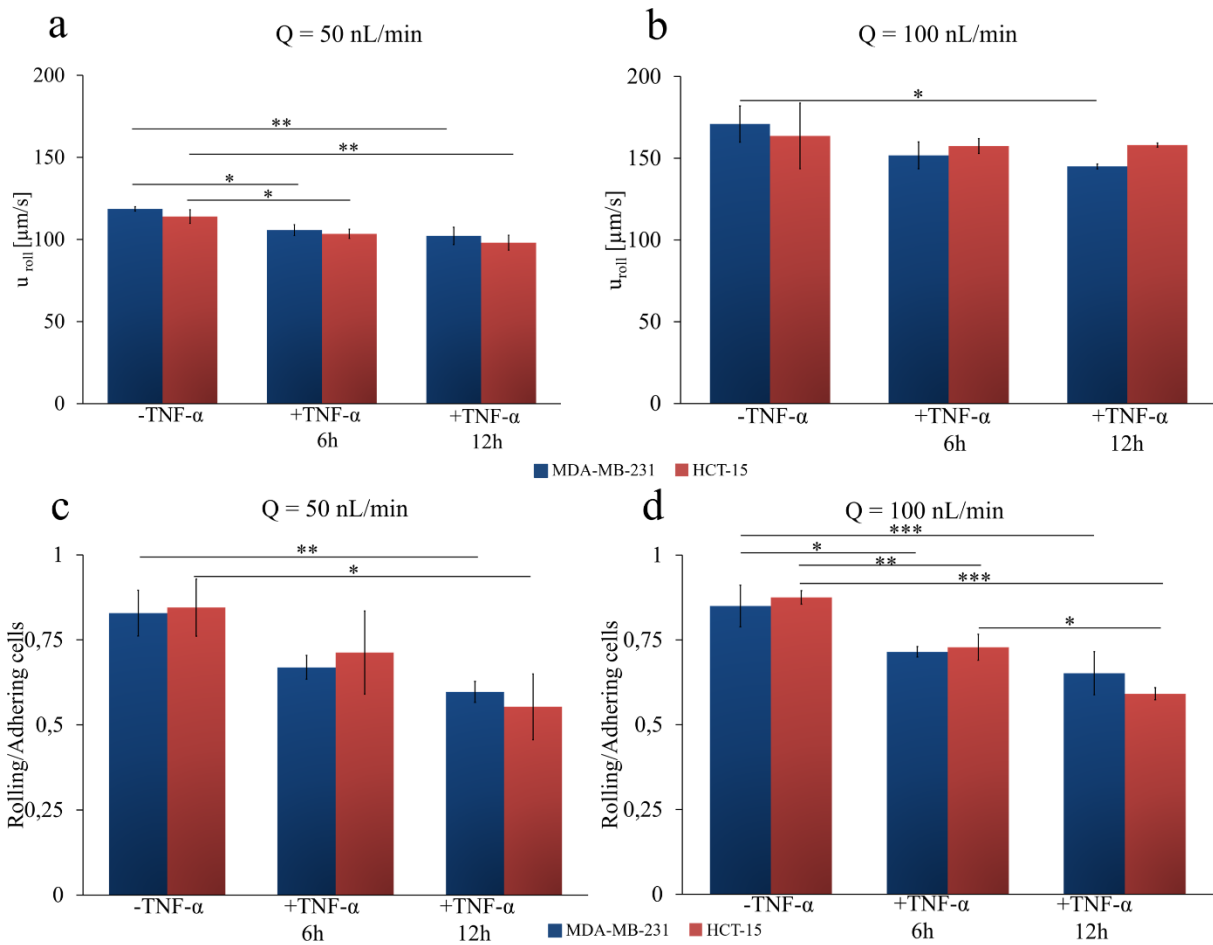 a
Q = 50 nL/min
200
150
100
50
0
u roll [µm/s]
**
**
*
*
-TNF-α
+TNF-α
6h
+TNF-α
12h
b
Q = 100 nL/min
200
150
100
50
0
u roll [µm/s]
*
-TNF-α
+TNF-α
6h
+TNF-α
12h
MDA-MB-231 HCT-15
c
Q = 50 nL/min
1
0,75
0,5
0,25
0
Rolling/Adhering cells
**
*
-TNF-α
+TNF-α
6h
+TNF-α
12h
d
Q = 100 nL/min
1
0,75
0,5
0,25
0
Rolling/Adhering cells
***
*
**
***
*
-TNF-α
+TNF-α
6h
+TNF-α
12h
MDA-MB-231 HCT-15